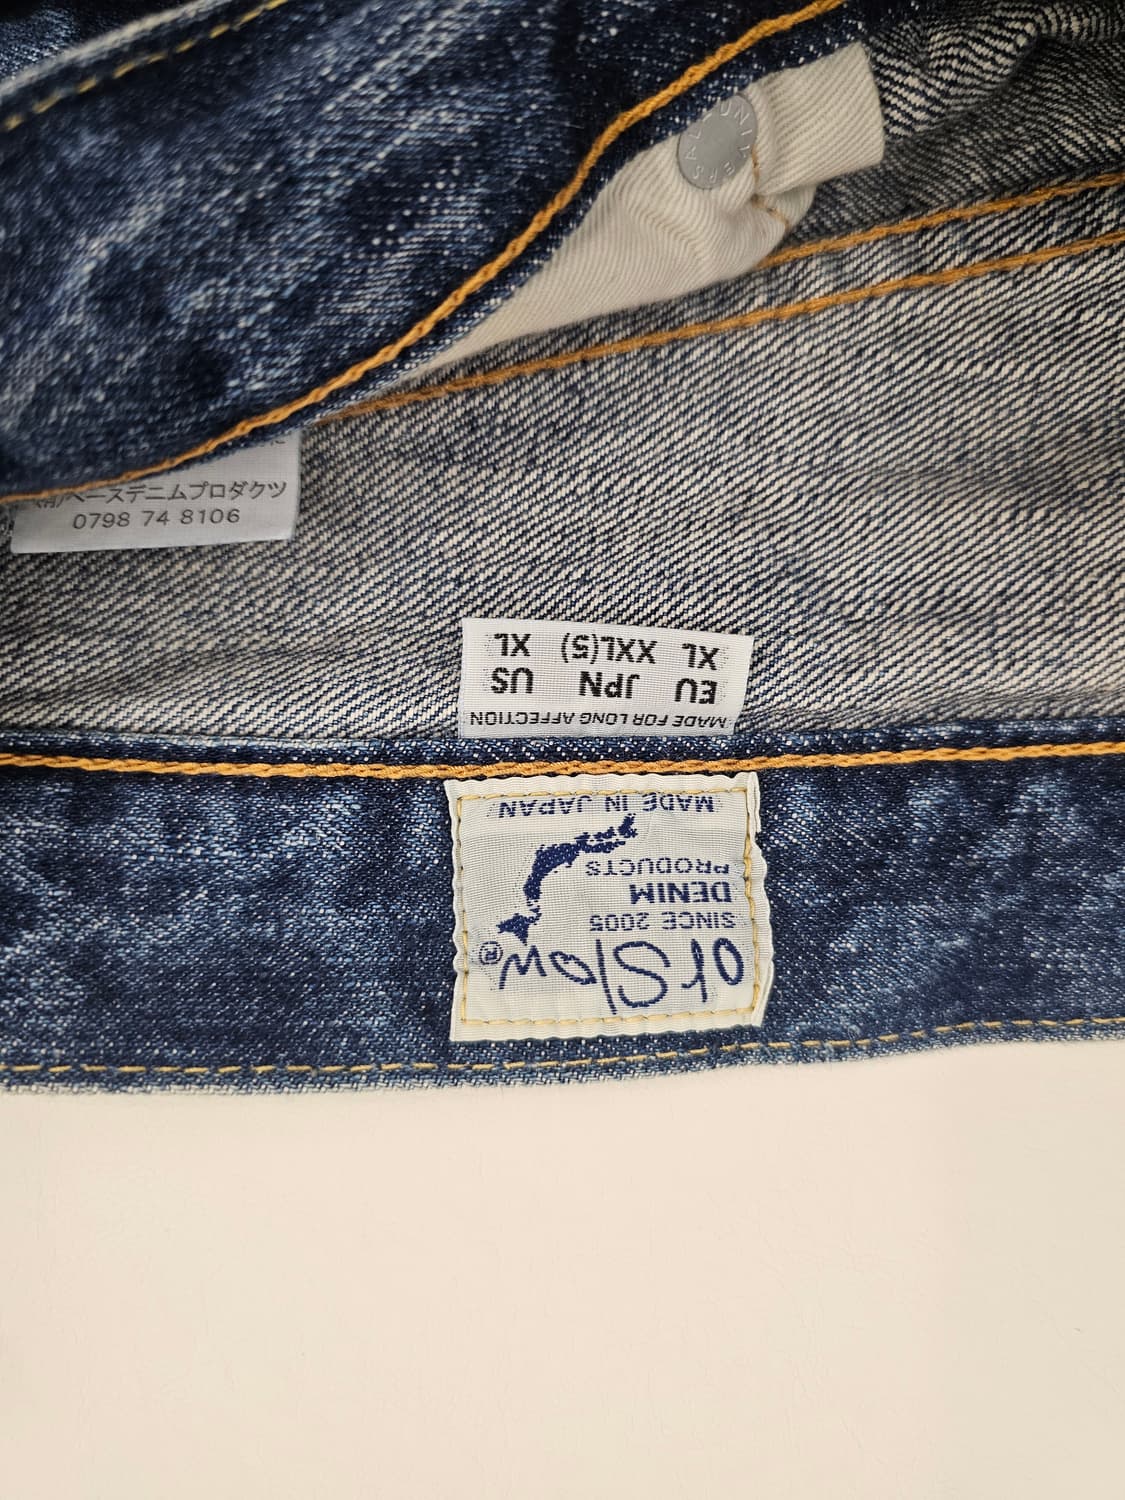 UNIVERSAL
ベースデニムプロダクツ
0798 74 8106
MADE FOR LONG AFFECTION
EU JPN US
XL XXL(5) XL
orSlow®
SINCE 2005
DENIM
PRODUCTS
MADE IN JAPAN